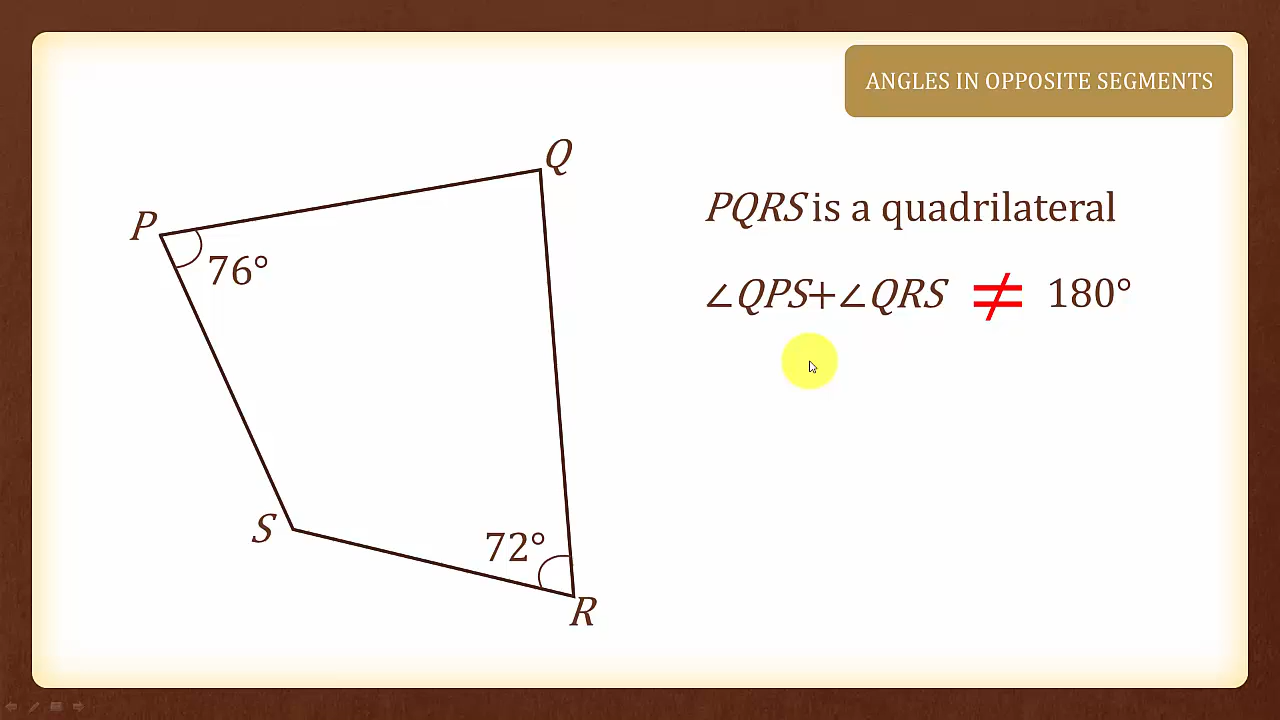 ANGLES IN OPPOSITE SEGMENTS
Q
P
76°
PQRS is a quadrilateral
∠QPS+∠QRS ≠ 180°
S
72°
R